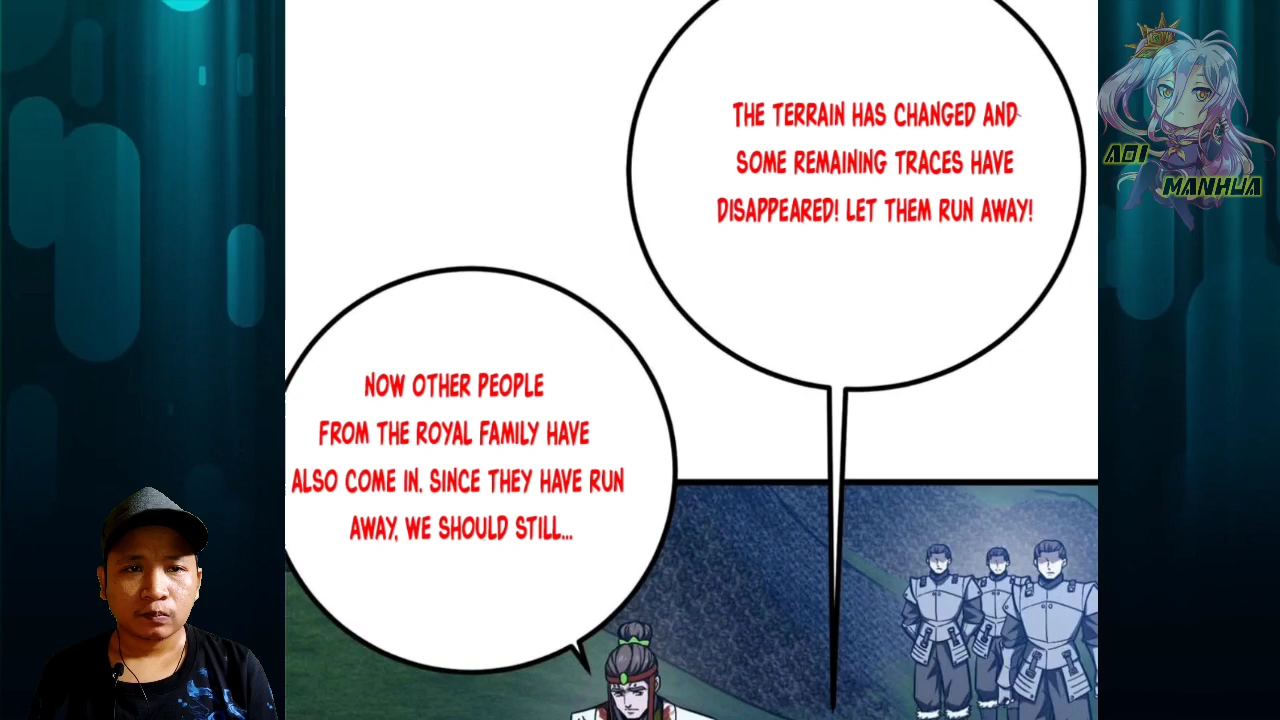 THE TERRAIN HAS CHANGED AND
SOME REMAINING TRACES HAVE
DISAPPEARED! LET THEM RUN AWAY!
NOW OTHER PEOPLE
FROM THE ROYAL FAMILY HAVE
ALSO COME IN. SINCE THEY HAVE RUN
AWAY, WE SHOULD STILL...
AOI
MANHUA